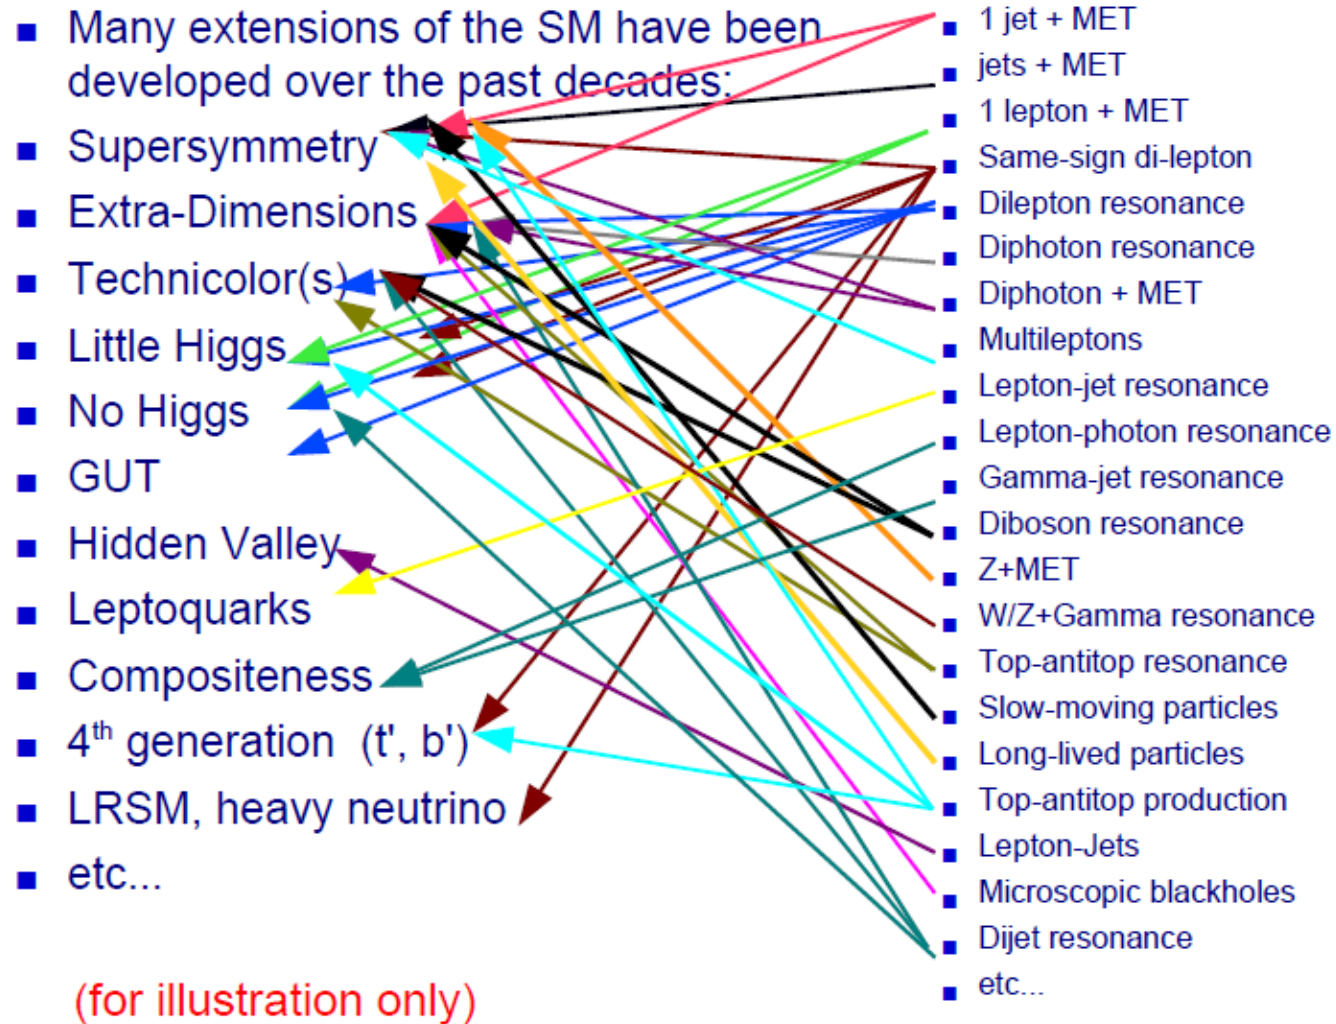 Many extensions of the SM have been
developed over the past decades:
Supersymmetry
Extra-Dimensions
Technicolor(s)
Little Higgs
No Higgs
GUT
Hidden Valley
Leptoquarks
Compositeness
4th generation (t', b')
LRSM, heavy neutrino
etc...
(for illustration only)
1 jet + MET
jets + MET
1 lepton + MET
Same-sign di-lepton
Dilepton resonance
Diphoton resonance
Diphoton + MET
Multileptons
Lepton-jet resonance
Lepton-photon resonance
Gamma-jet resonance
Diboson resonance
Z+MET
W/Z+Gamma resonance
Top-antitop resonance
Slow-moving particles
Long-lived particles
Top-antitop production
Lepton-Jets
Microscopic blackholes
Dijet resonance
etc...